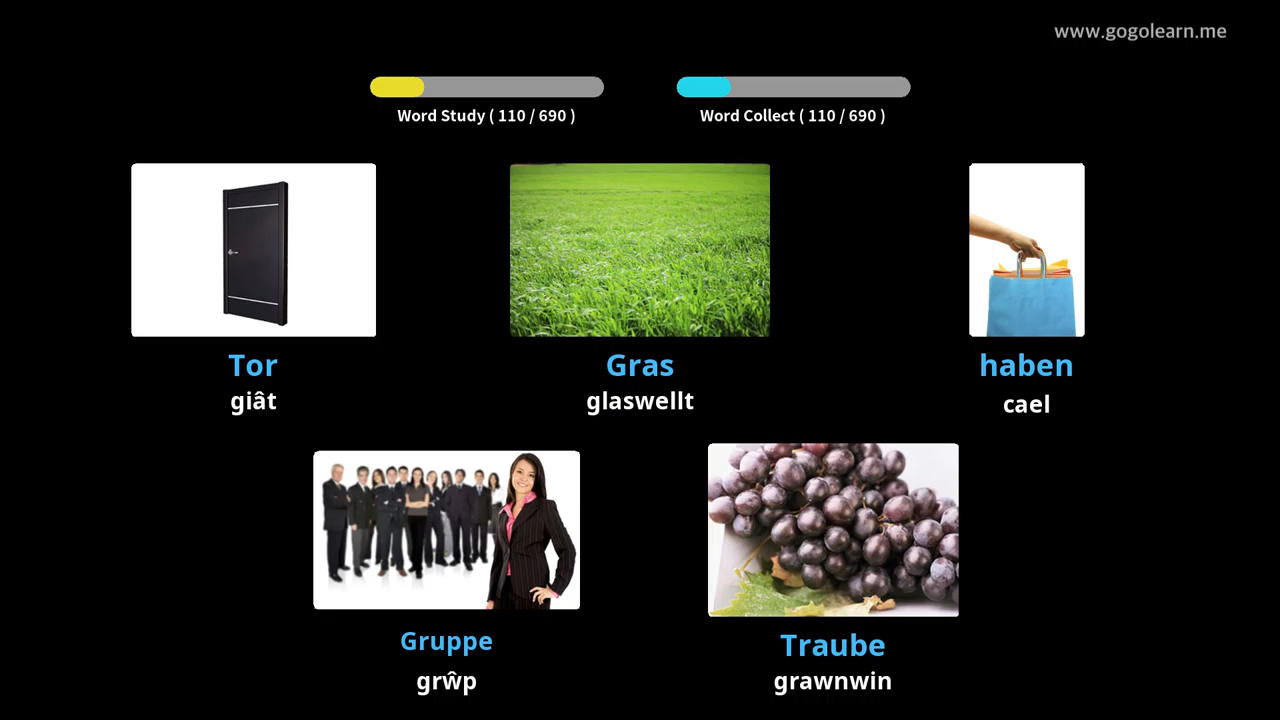 www.gogolearn.me
Word Study ( 110 / 690 )
Word Collect ( 110 / 690 )
Tor
giât
Gras
glaswellt
haben
cael
Gruppe
grŵp
Traube
grawnwin